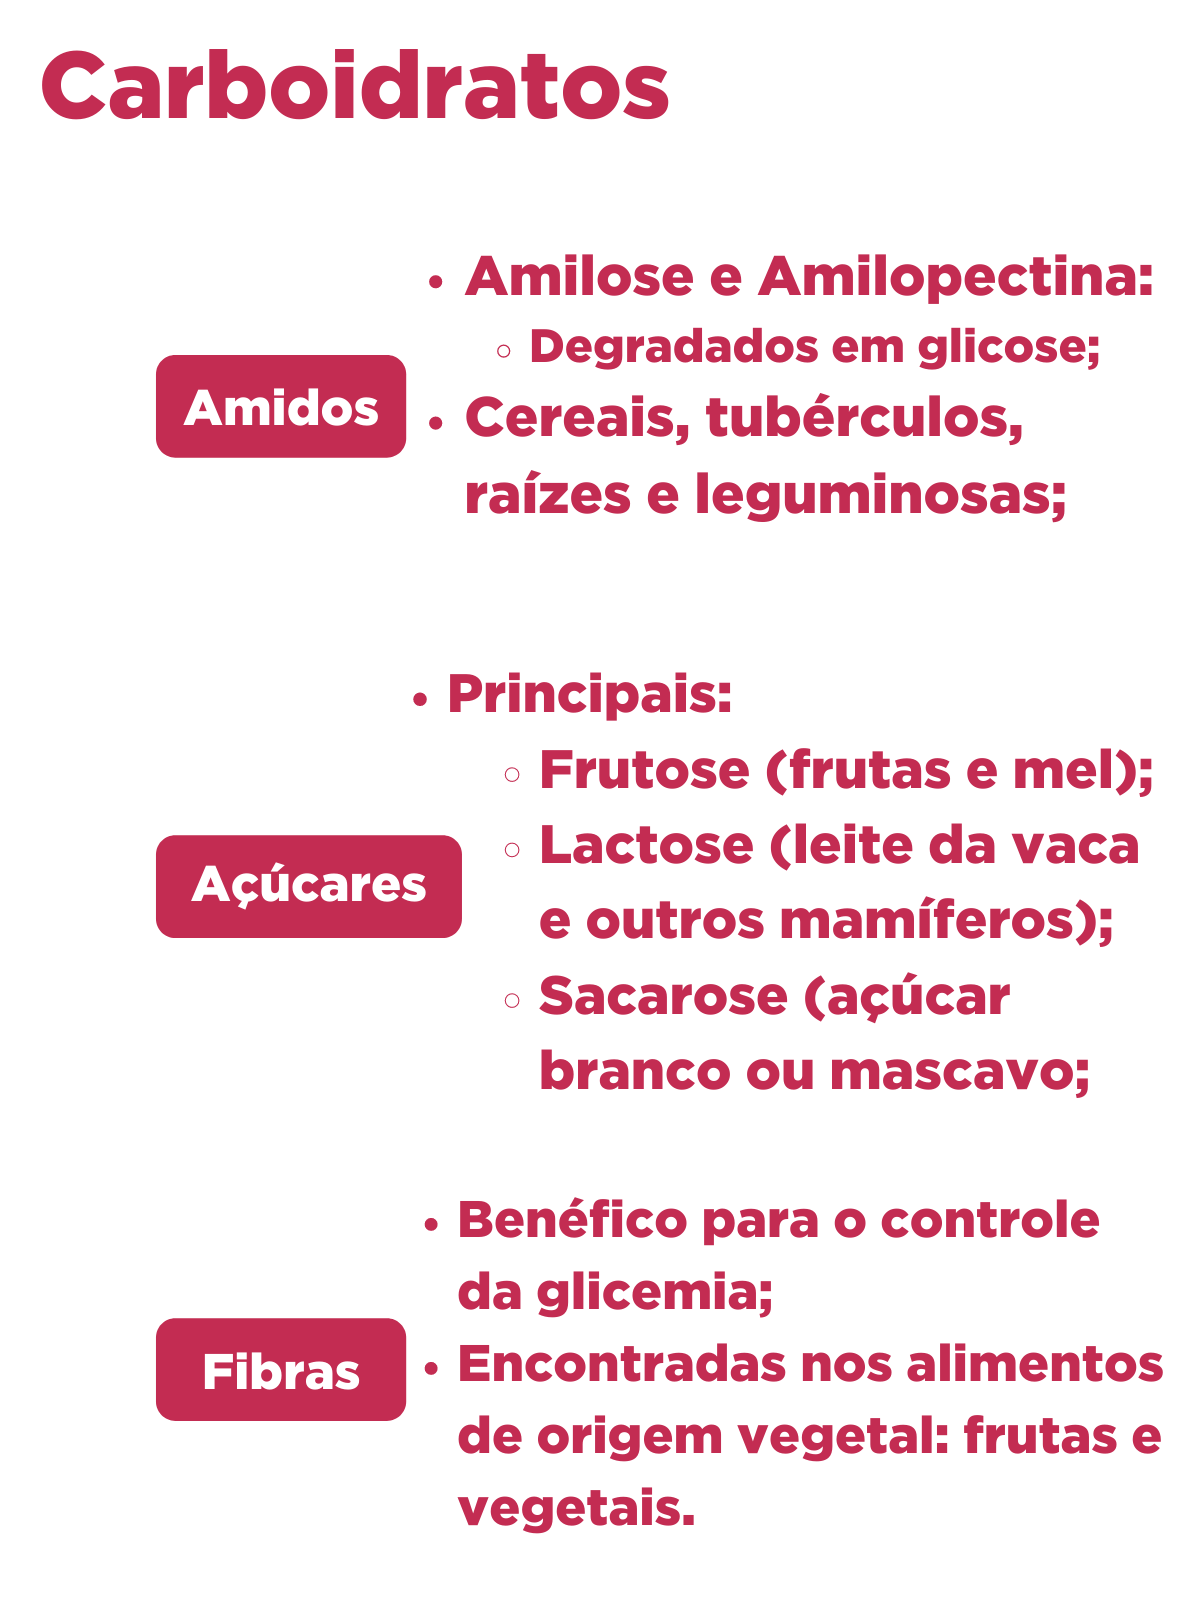 Carboidratos
Amidos
• Amilose e Amilopectina:
◦ Degradados em glicose;
• Cereais, tubérculos,
raízes e leguminosas;
Açúcares
• Principais:
◦ Frutose (frutas e mel);
◦ Lactose (leite da vaca
e outros mamíferos);
◦ Sacarose (açúcar
branco ou mascavo;
Fibras
• Benéfico para o controle
da glicemia;
• Encontradas nos alimentos
de origem vegetal: frutas e
vegetais.